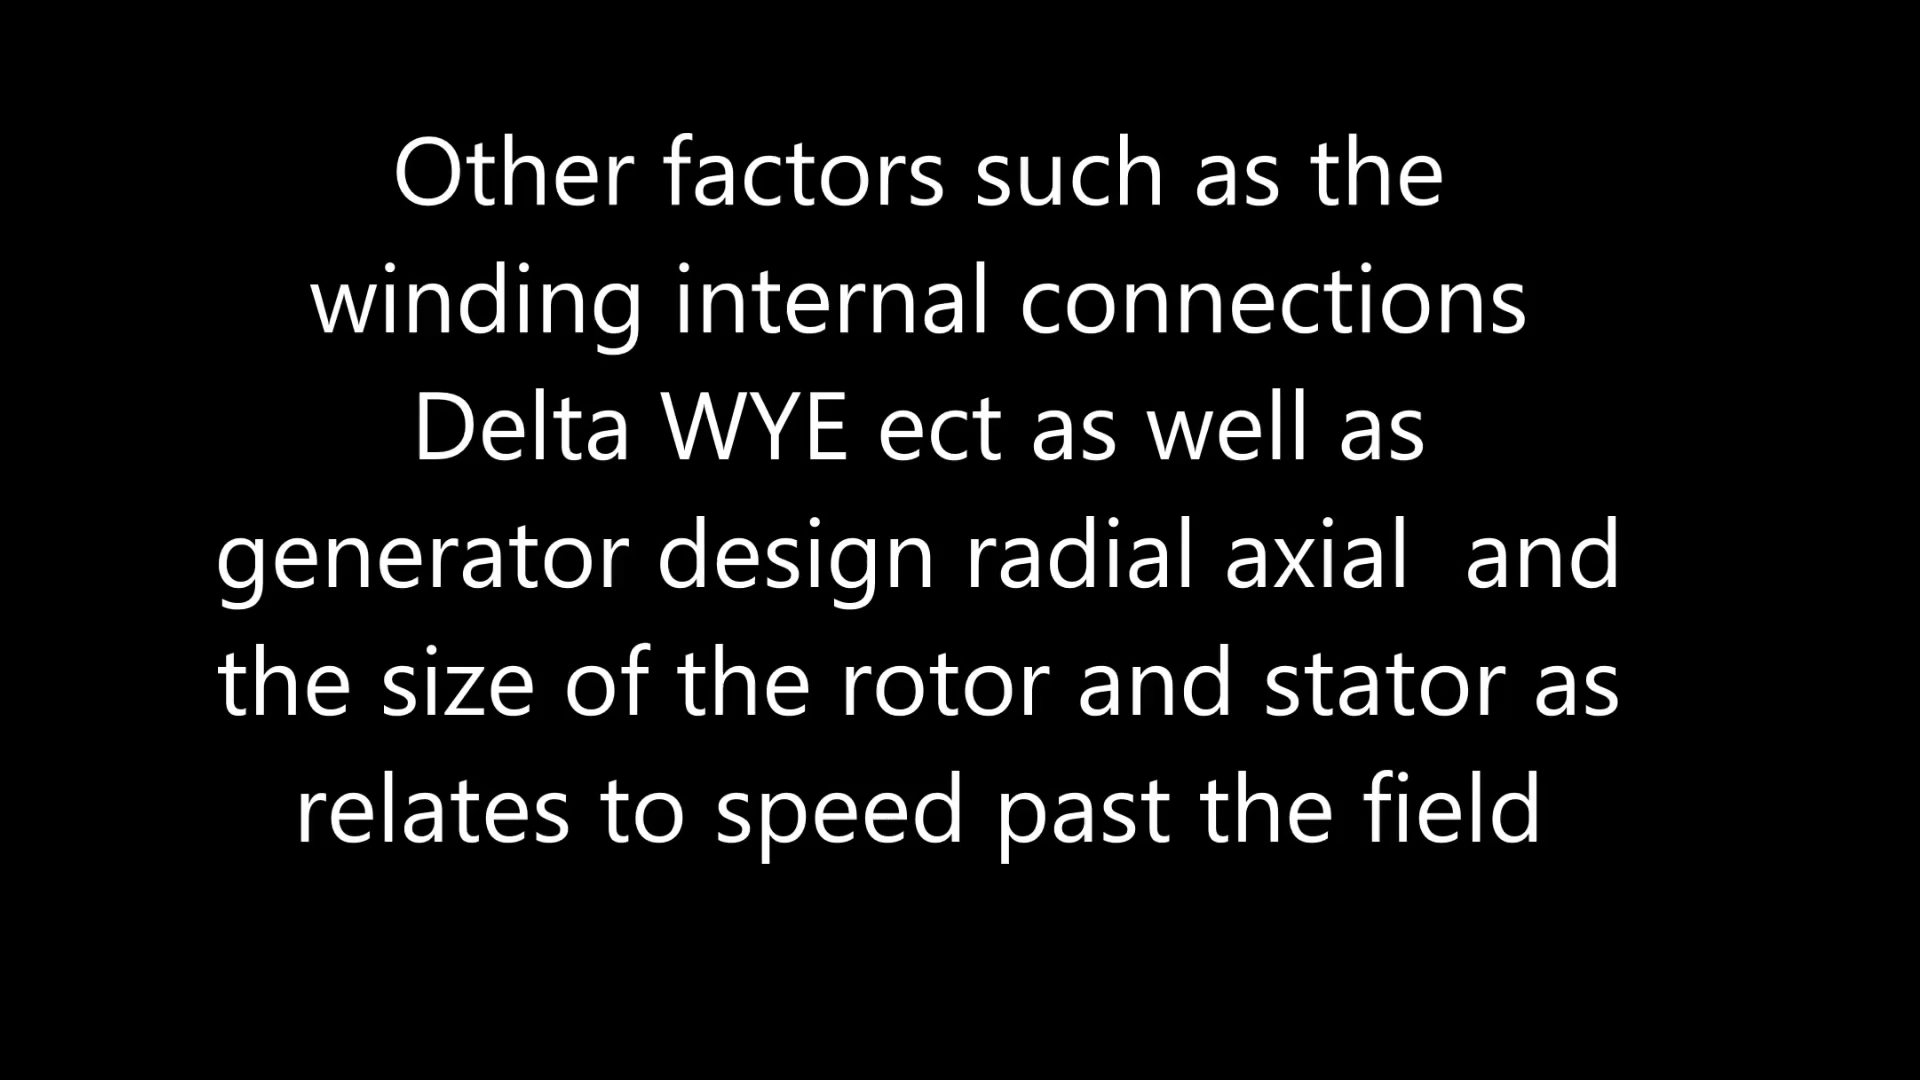 Other factors such as the
winding internal connections
Delta WYE ect as well as
generator design radial axial  and
the size of the rotor and stator as
relates to speed past the field